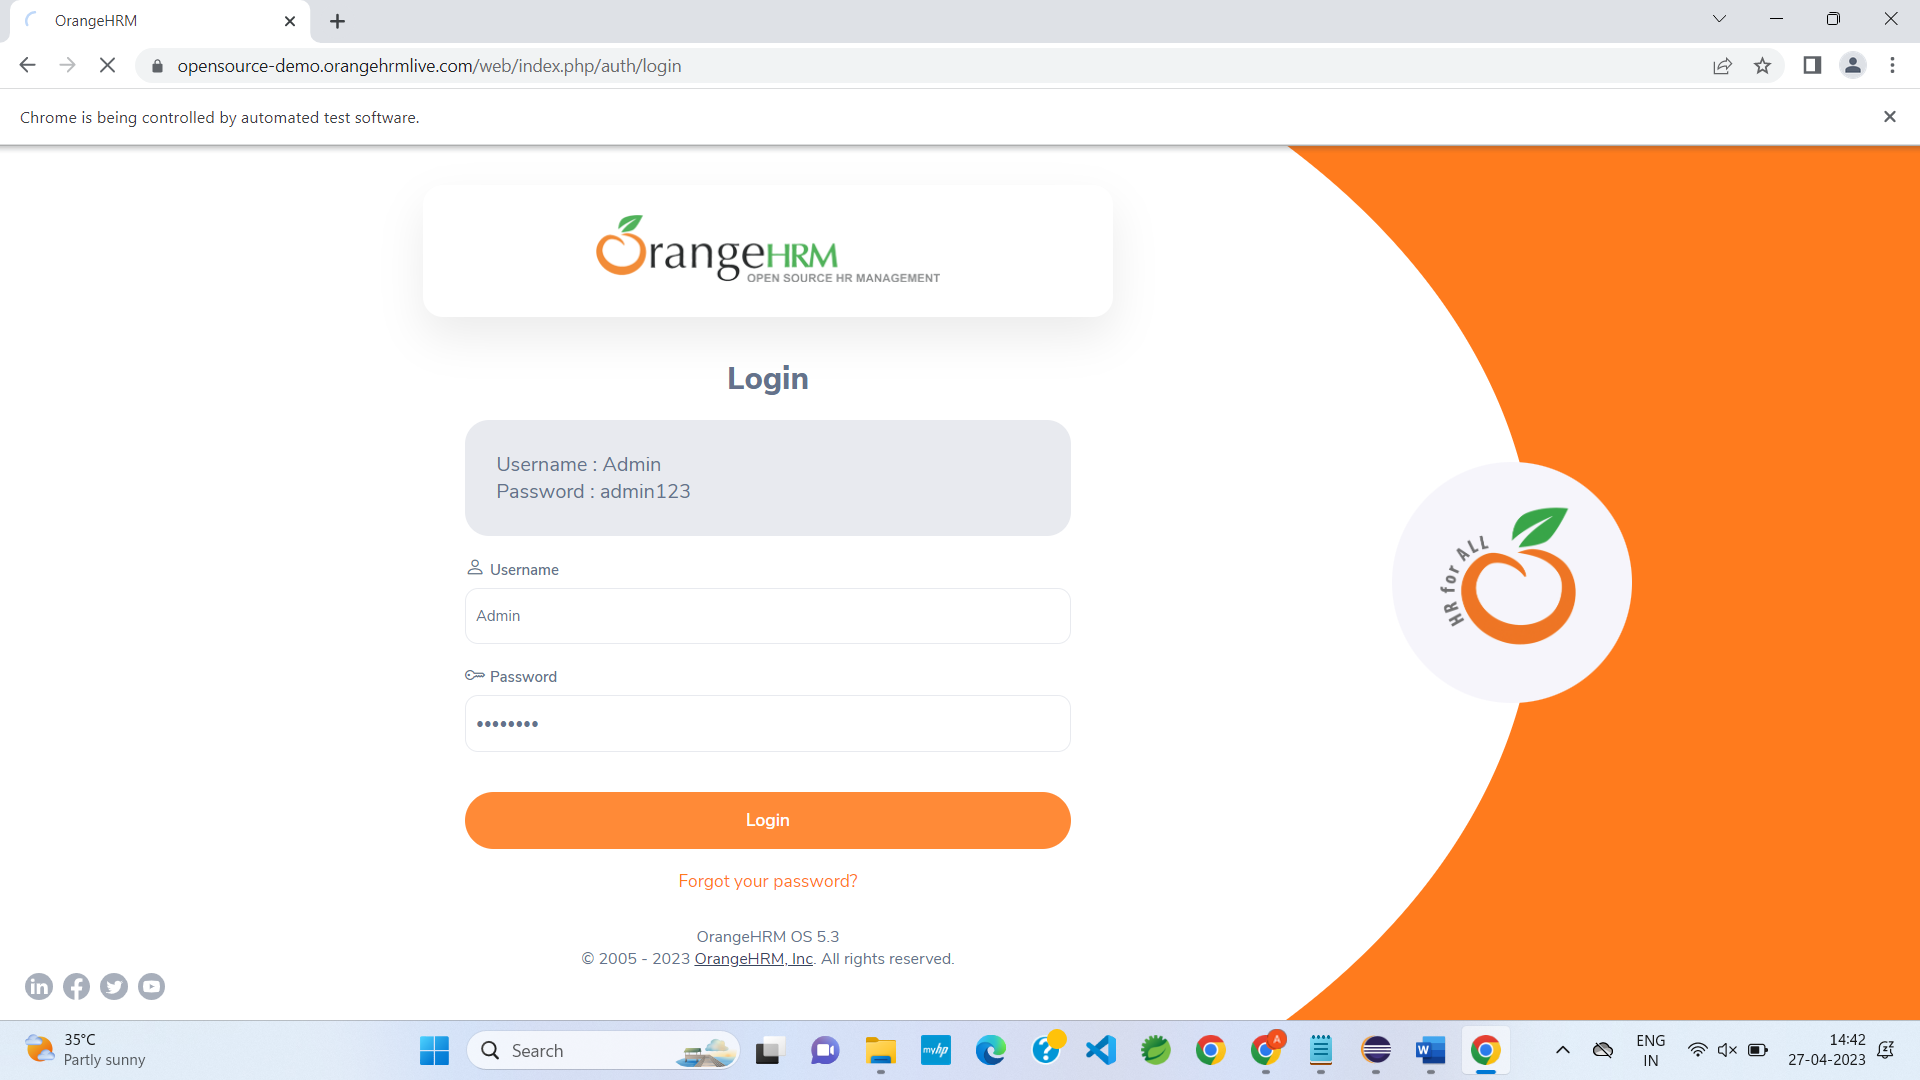 OrangeHRM
opensource-demo.orangehrmlive.com/web/index.php/auth/login
Chrome is being controlled by automated test software.
OrangeHRM
OPEN SOURCE HR MANAGEMENT
Login
Username : Admin
Password : admin123
HR for ALL
Username
Admin
Password
••••••••
Login
Forgot your password?
OrangeHRM OS 5.3
© 2005 - 2023 OrangeHRM, Inc. All rights reserved.
in
35°C
Partly sunny
Search
myhp
?
A
W
ENG
IN
14:42
27-04-2023